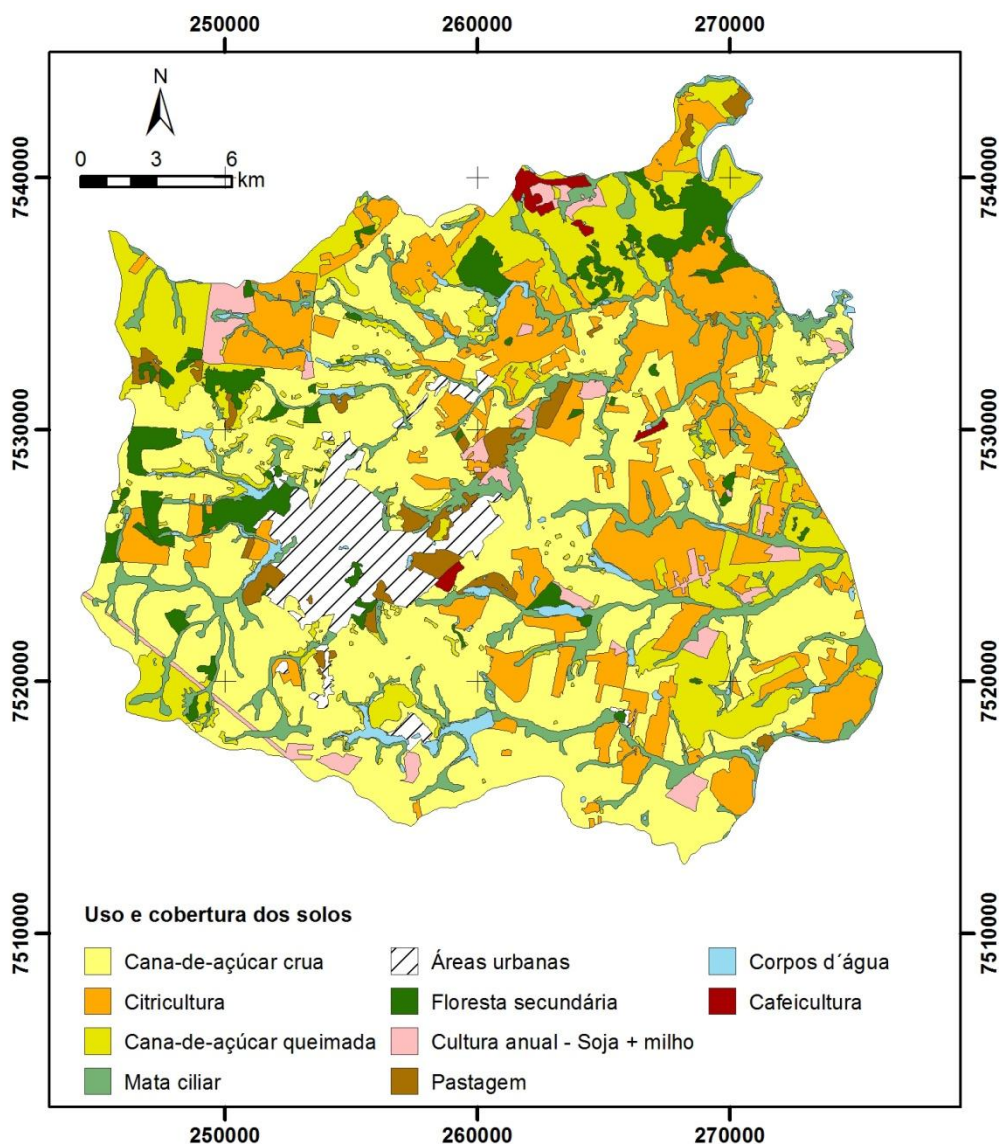 250000 260000 270000
N
0 3 6
km
7540000 7540000
7530000 7530000
7520000 7520000
7510000 7510000
Uso e cobertura dos solos
Cana-de-açúcar crua Áreas urbanas Corpos d´água
Citricultura Floresta secundária Cafeicultura
Cana-de-açúcar queimada Cultura anual - Soja + milho
Mata ciliar Pastagem
250000 260000 270000